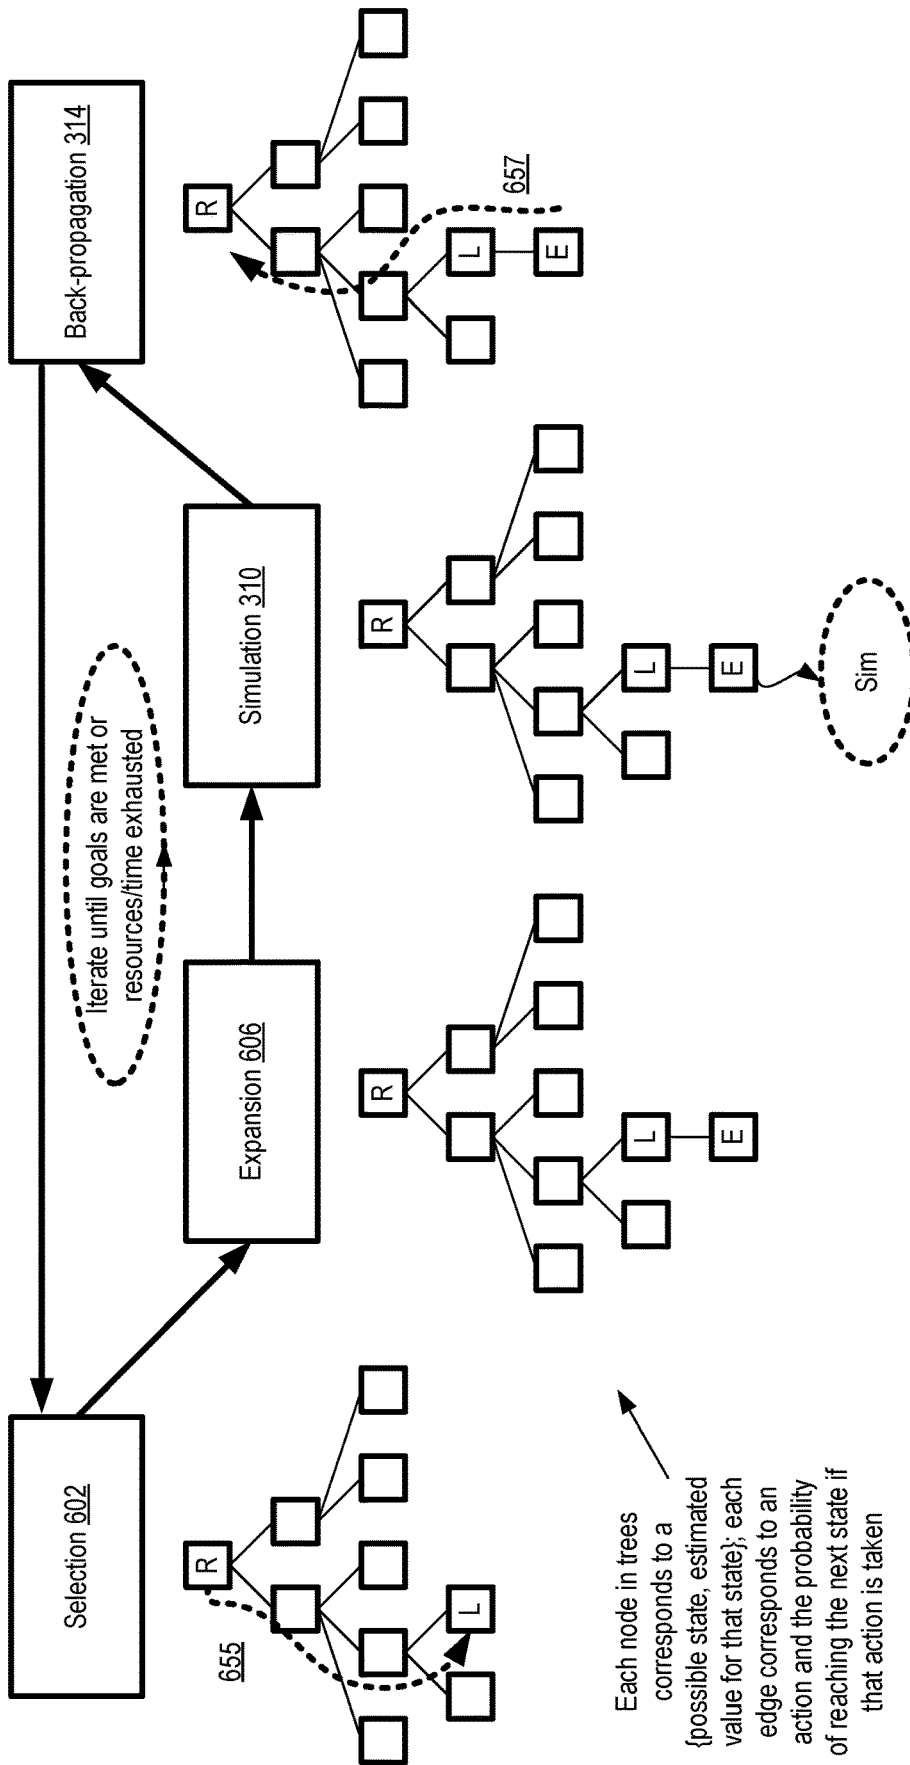 Selection 602
Expansion 606
Simulation 310
Back-propagation 314
Iterate until goals are met or
resources/time exhausted
R
L
655
R
L
E
R
L
E
Sim
R
L
E
657
Each node in trees
corresponds to a
{possible state, estimated
value for that state}; each
edge corresponds to an
action and the probability
of reaching the next state if
that action is taken